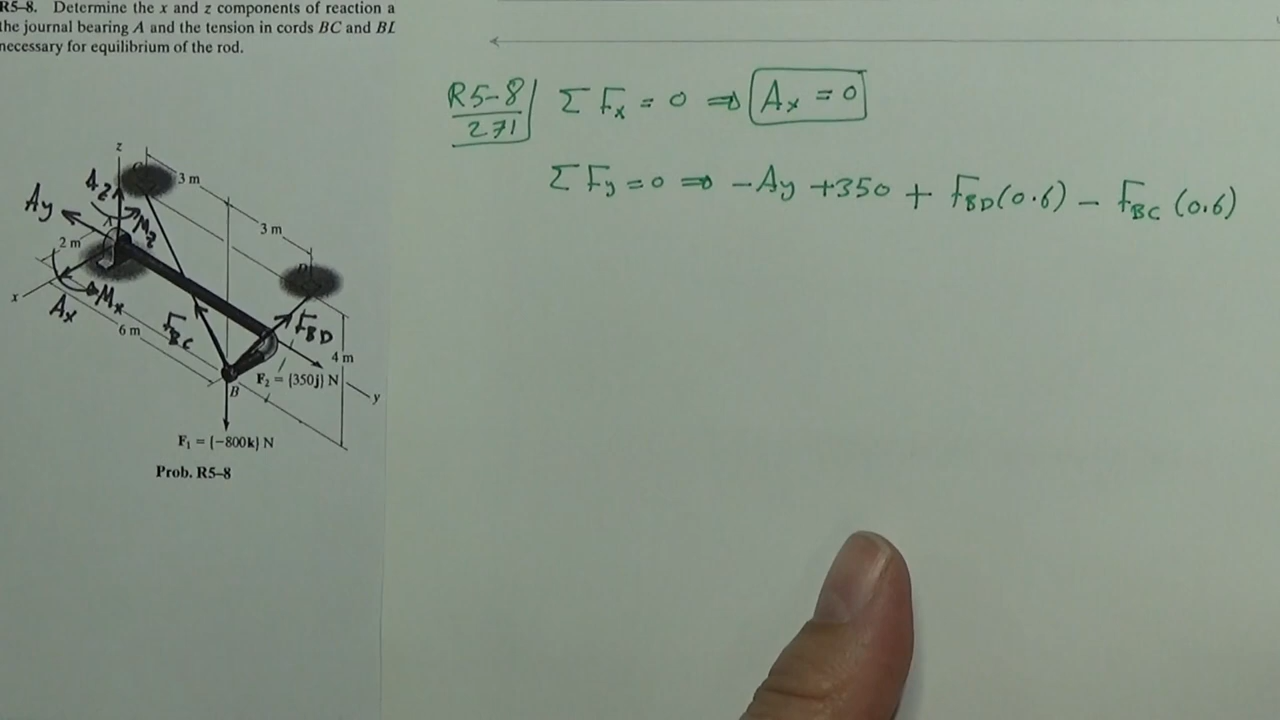 R5–8. Determine the x and z components of reaction a
the journal bearing A and the tension in cords BC and BL
necessary for equilibrium of the rod.
R5-8 Σ Fx = 0 ⇒ Ax = 0
271
Σ Fy = 0 ⇒ -Ay +350 + FBD(0.6) - FBC (0.6)
z
C
3 m
Az
Ay
Mz
A
3 m
2 m
D
x
Mx
Ax
6 m
FBC
FBD
4 m
F₂ = {350j} N
B
y
F₁ = {−800k} N
Prob. R5–8